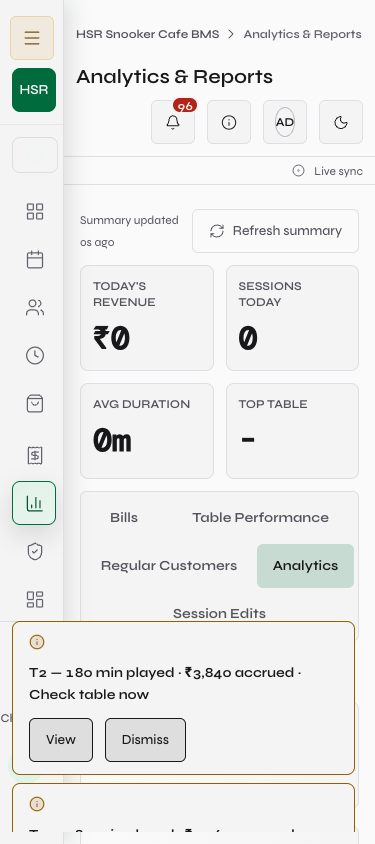 HSR Snooker Cafe BMS > Analytics & Reports
HSR
Analytics & Reports
96
AD
Live sync
Summary updated
0s ago
Refresh summary
TODAY'S
REVENUE
₹0
SESSIONS
TODAY
0
AVG DURATION
0m
TOP TABLE
-
Bills
Table Performance
Regular Customers
Analytics
Session Edits
T2 — 180 min played · ₹3,840 accrued ·
Check table now
View
Dismiss